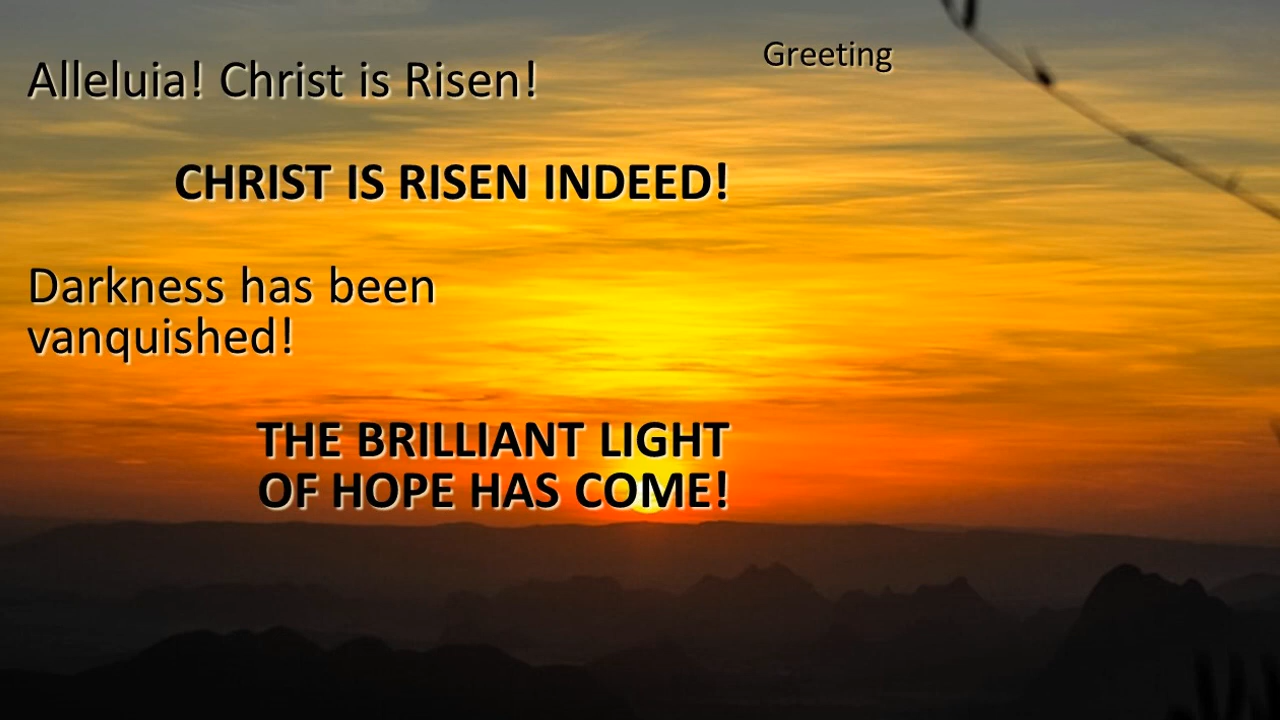 Greeting
Alleluia! Christ is Risen!
CHRIST IS RISEN INDEED!
Darkness has been
vanquished!
THE BRILLIANT LIGHT
OF HOPE HAS COME!